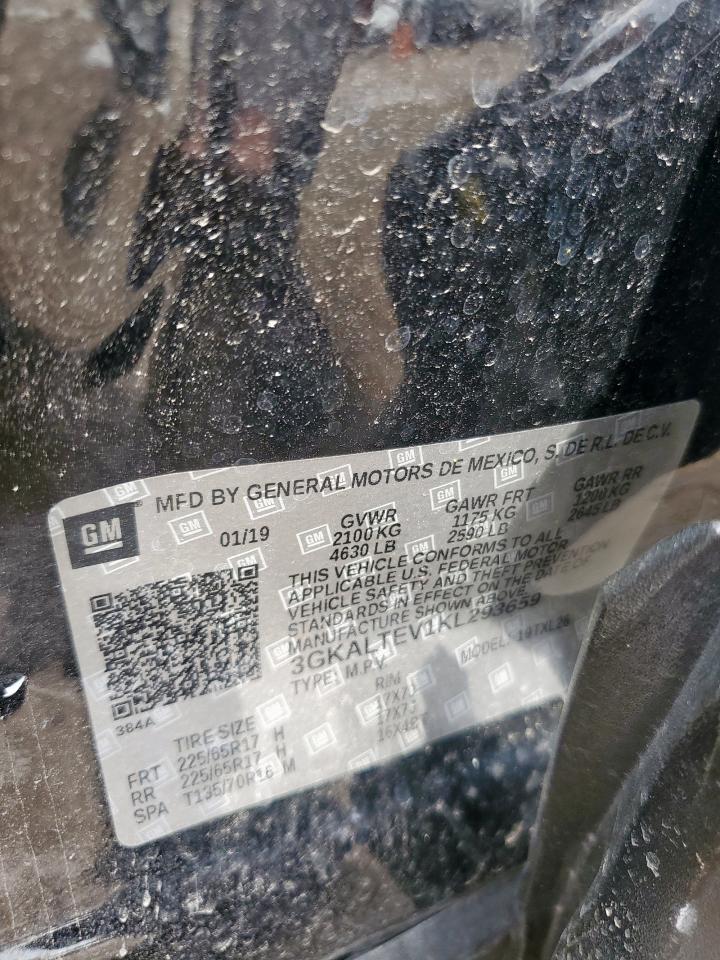 GM
MFD BY GENERAL MOTORS DE MEXICO, S. DE R.L. DE C.V.
01/19 GVWR GAWR FRT GAWR RR
2100 KG 1175 KG 1200 KG
4630 LB 2590 LB 2645 LB
THIS VEHICLE CONFORMS TO ALL
APPLICABLE U.S. FEDERAL MOTOR
VEHICLE SAFETY AND THEFT PREVENTION
STANDARDS IN EFFECT ON THE DATE OF
MANUFACTURE SHOWN ABOVE.
3GKALTEV1KL293659
TYPE: M.P.V. MODEL: 19TXL26
384A
TIRE SIZE RIM
FRT 225/65R17 H 17X7J
RR 225/65R17 H 17X7J
SPA T135/70R16 M 16X4BT